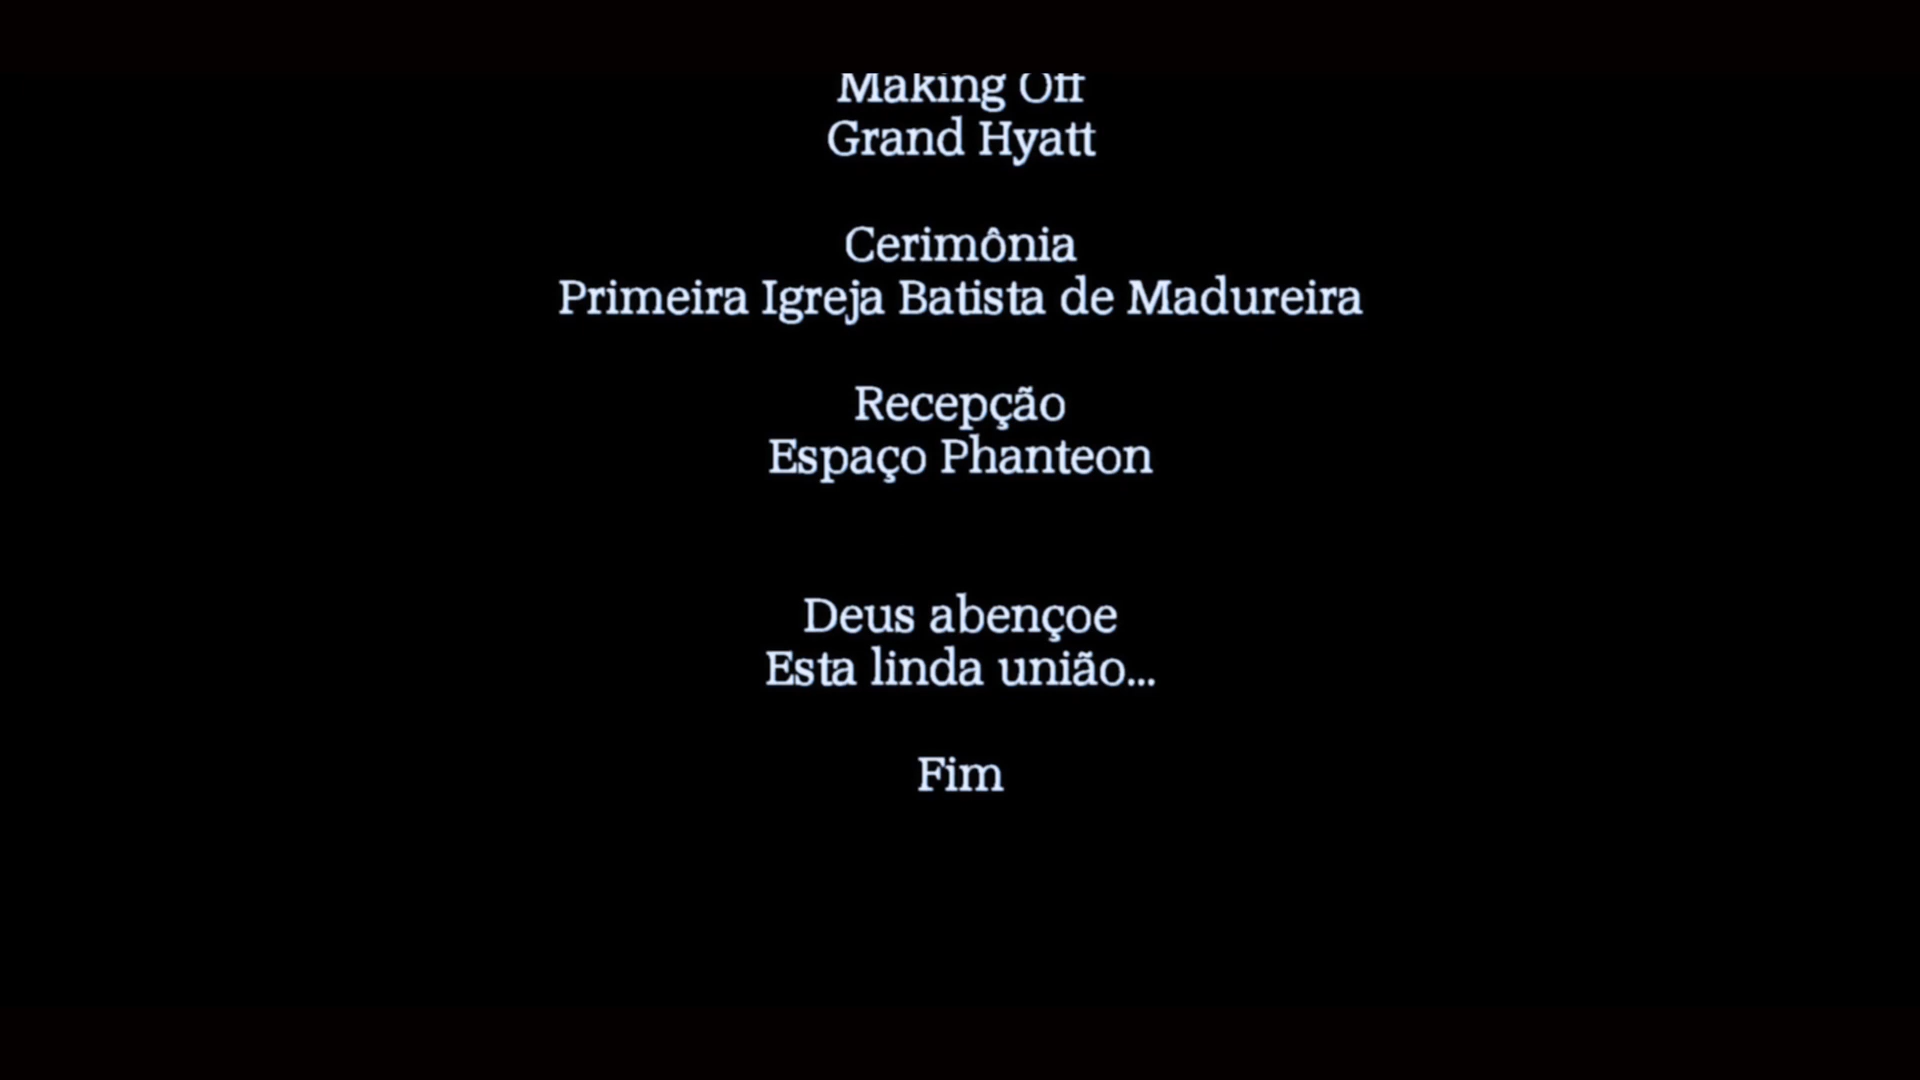 Making Off
Grand Hyatt
Cerimônia
Primeira Igreja Batista de Madureira
Recepção
Espaço Phanteon
Deus abençoe
Esta linda união...
Fim